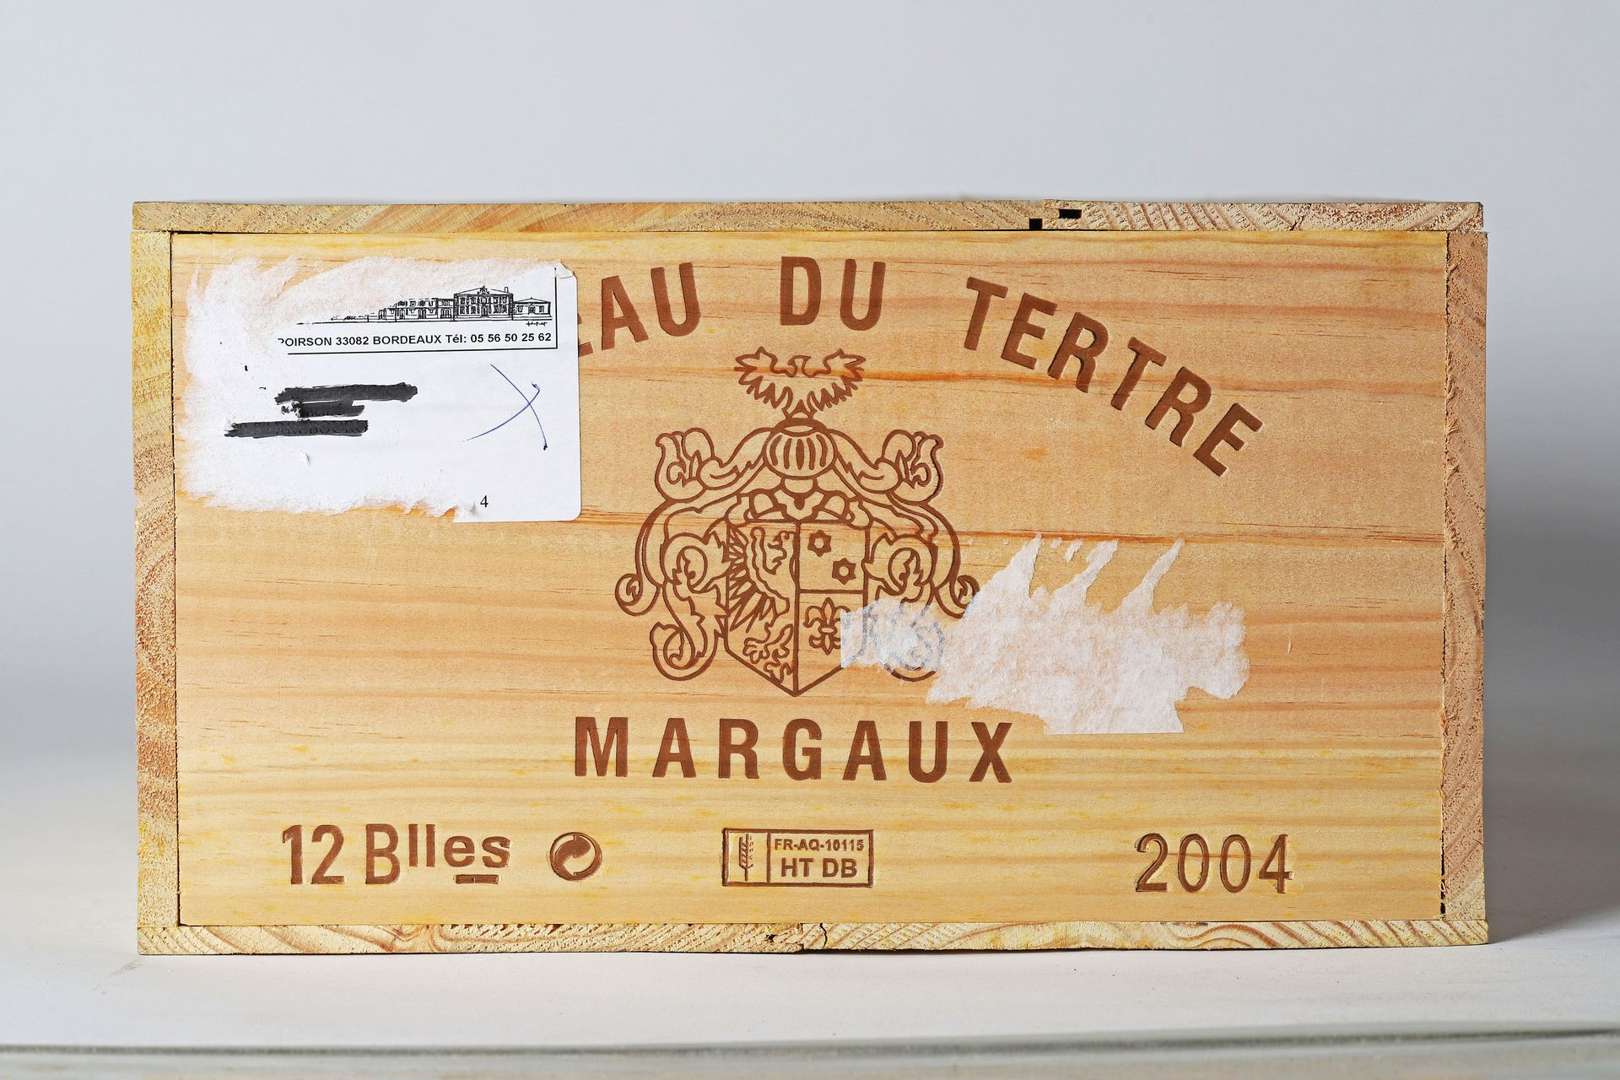 EAU DU TERTRE
POIRSON 33082 BORDEAUX Tél: 05 56 50 25 62
4
MARGAUX
12 Blles
FR-AQ-10115
HT DB
2004